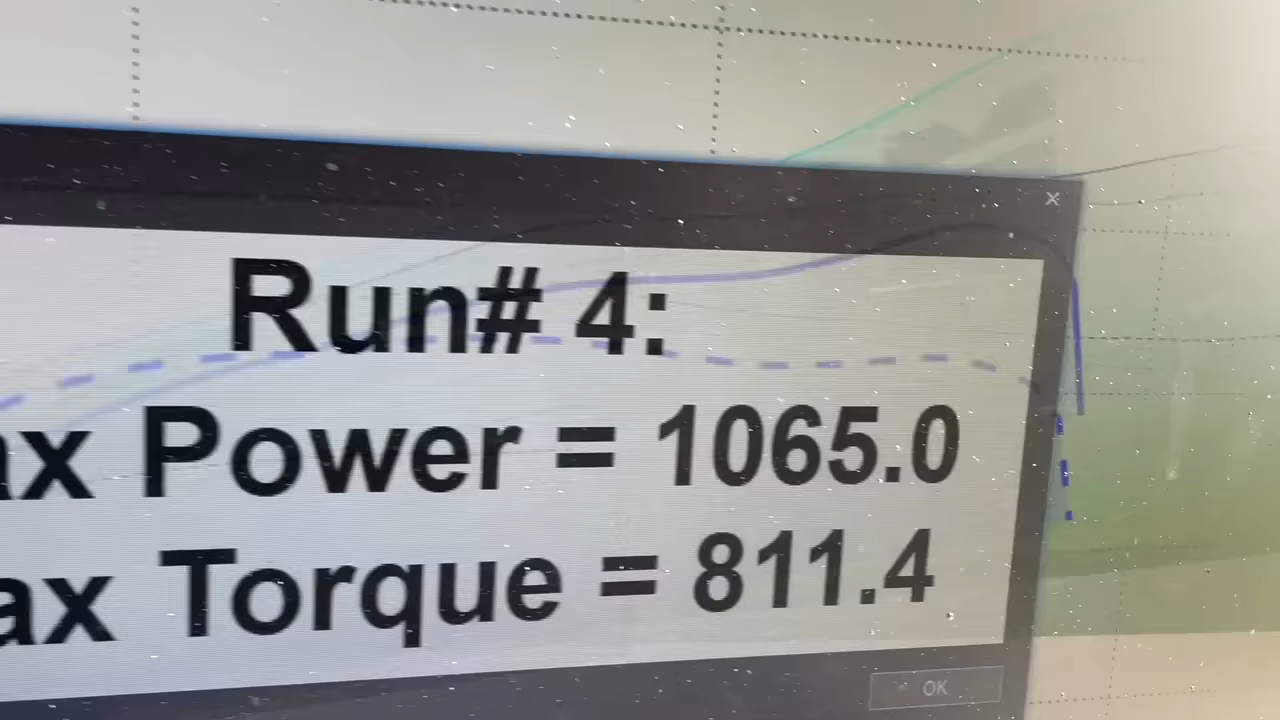 Run# 4:
ax Power = 1065.0
ax Torque = 811.4
OK